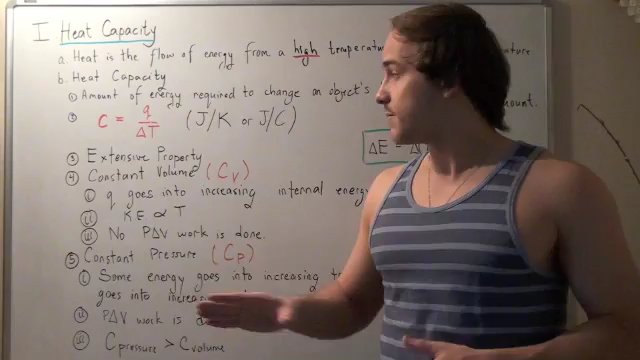 I Heat Capacity
a. Heat is the flow of energy from a high temperature
b. Heat Capacity
① Amount of energy required to change an object's amount.
② C = q/ΔT (J/K or J/C)
ΔE = Δ
③ Extensive Property
④ Constant Volume (Cv)
ⓘ q goes into increasing internal energy
ⓘⓘ KE ∝ T
ⓘⓘⓘ No PΔV work is done.
⑤ Constant Pressure (Cp)
ⓘ Some energy goes into increasing
goes into increasing
ⓘⓘ PΔV work is
ⓘⓘⓘ Cpressure > Cvolume